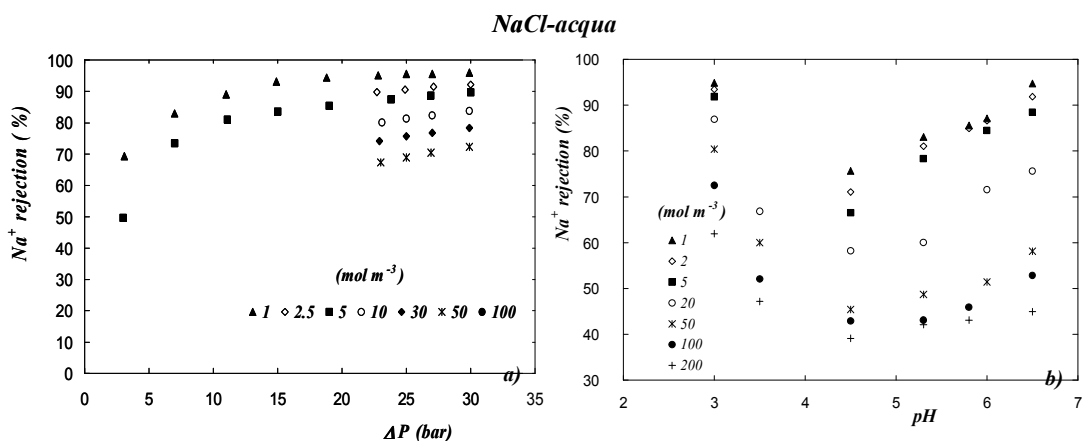 NaCl-acqua
100
90
80
70
60
50
40
30
20
10
0
Na+ rejection (%)
(mol m-3)
1 2.5 5 10 30 50 100
a)
0 5 10 15 20 25 30 35
ΔP (bar)
100
90
80
70
60
50
40
30
Na+ rejection (%)
(mol m-3)
1
2
5
20
50
100
200
b)
2 3 4 5 6 7
pH